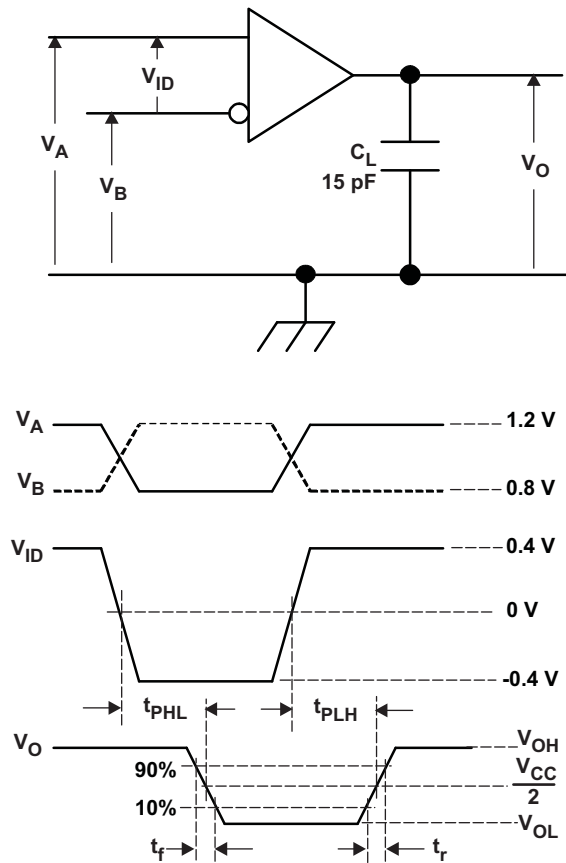 V_ID
V_A
V_B
C_L
15 pF
V_O
V_A
1.2 V
V_B
0.8 V
V_ID
0.4 V
0 V
-0.4 V
t_PHL
t_PLH
V_O
V_OH
90%
V_CC
2
10%
V_OL
t_f
t_r